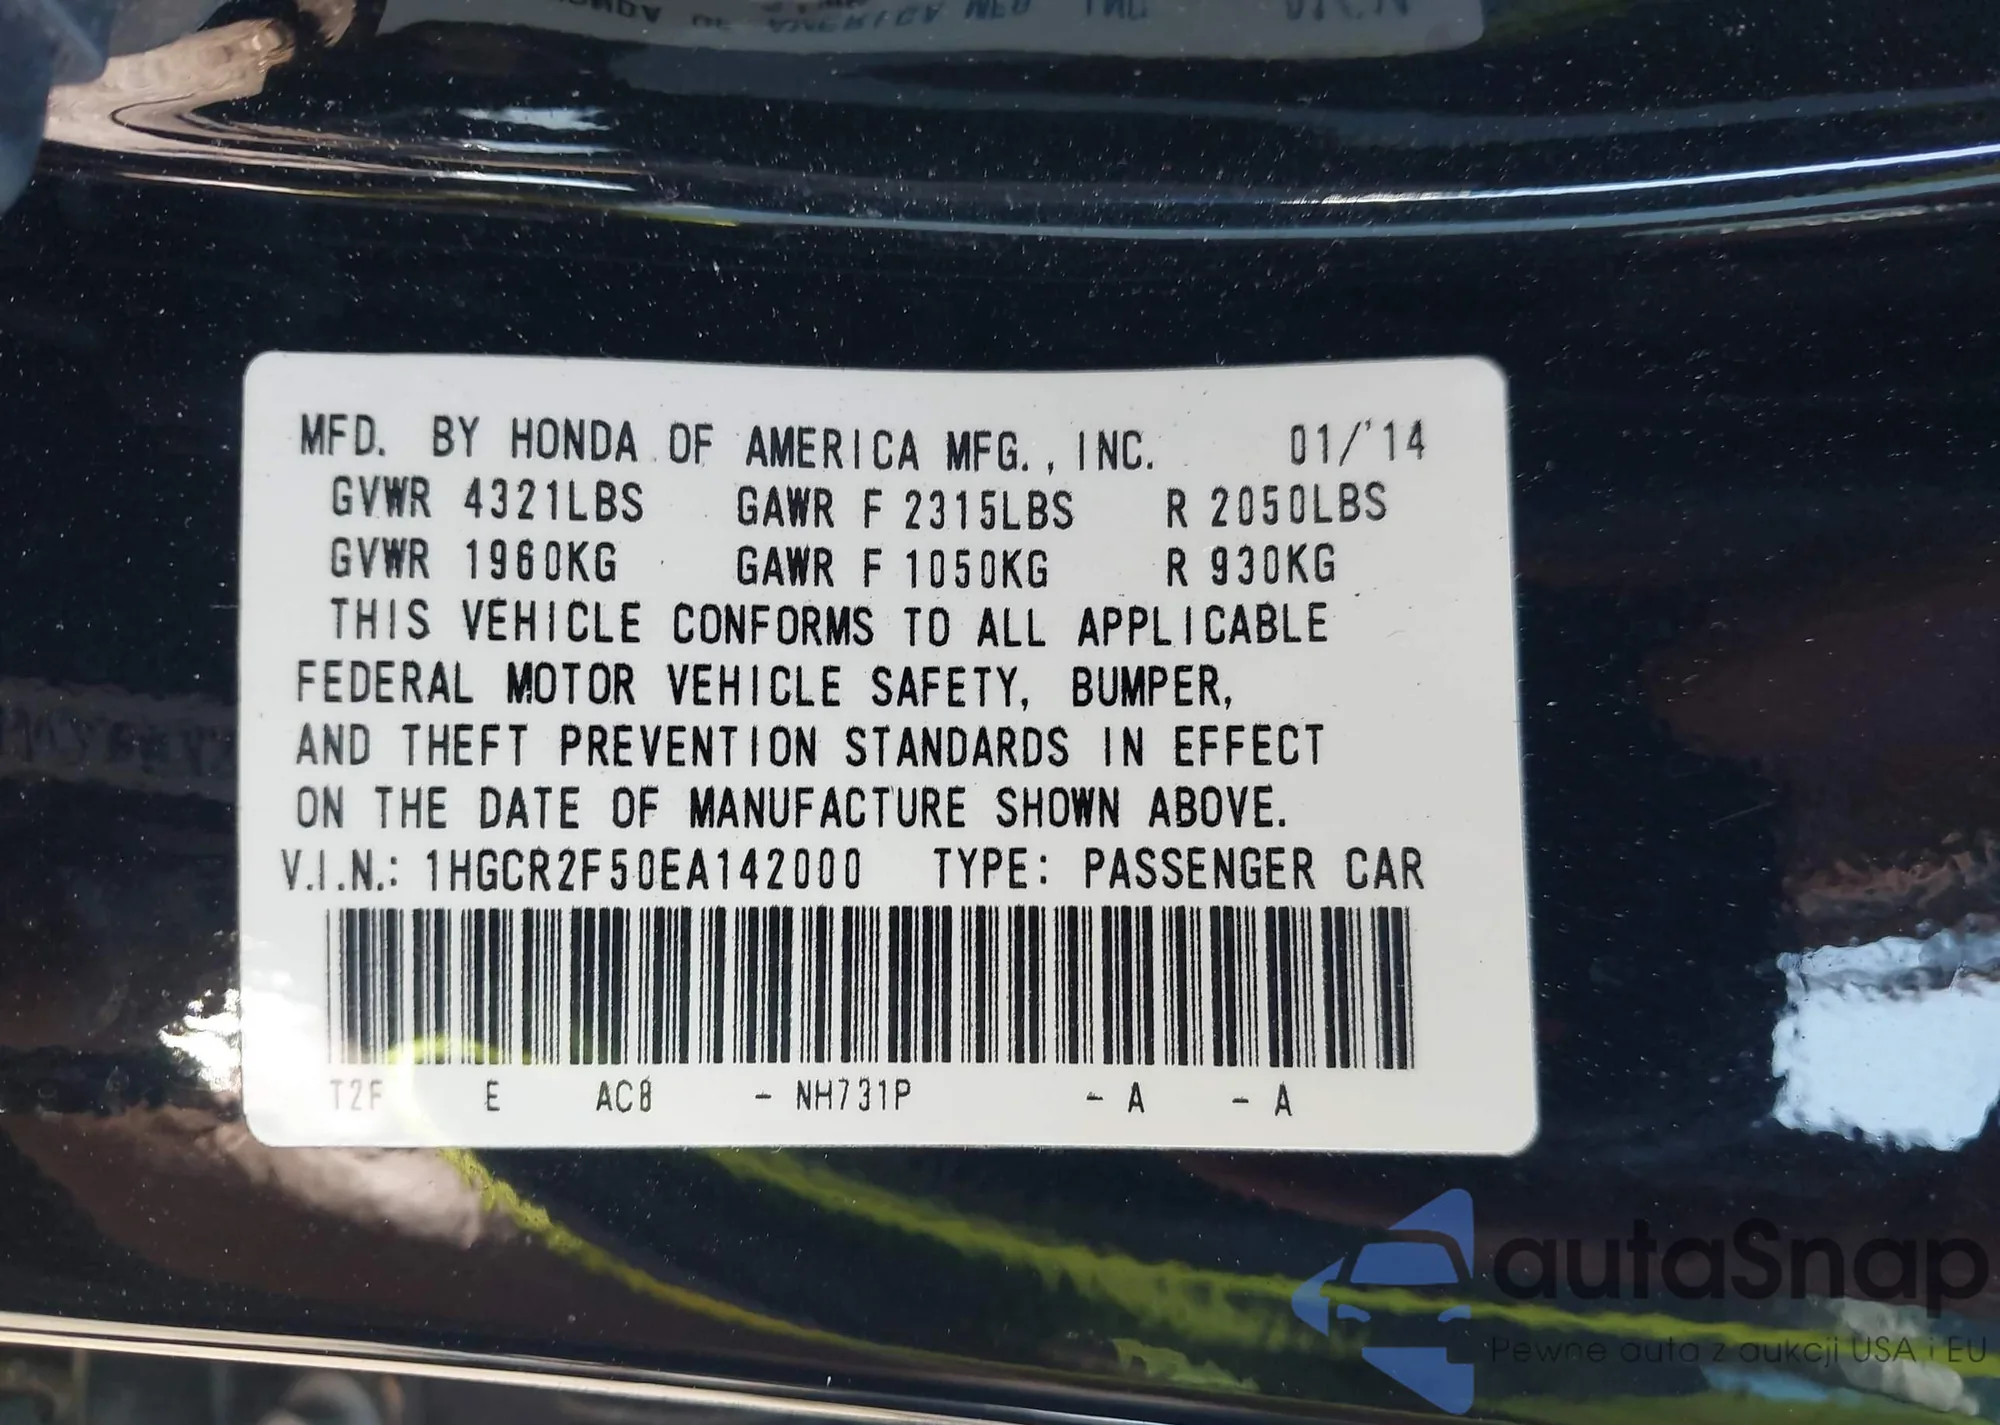 MFD. BY HONDA OF AMERICA MFG., INC. 01/'14
GVWR 4321LBS GAWR F 2315LBS R 2050LBS
GVWR 1960KG GAWR F 1050KG R 930KG
THIS VEHICLE CONFORMS TO ALL APPLICABLE
FEDERAL MOTOR VEHICLE SAFETY, BUMPER,
AND THEFT PREVENTION STANDARDS IN EFFECT
ON THE DATE OF MANUFACTURE SHOWN ABOVE.
V.I.N.: 1HGCR2F50EA142000 TYPE: PASSENGER CAR
T2F E AC8 - NH731P - A - A
autaSnap
Pewne auta z aukcji USA i EU